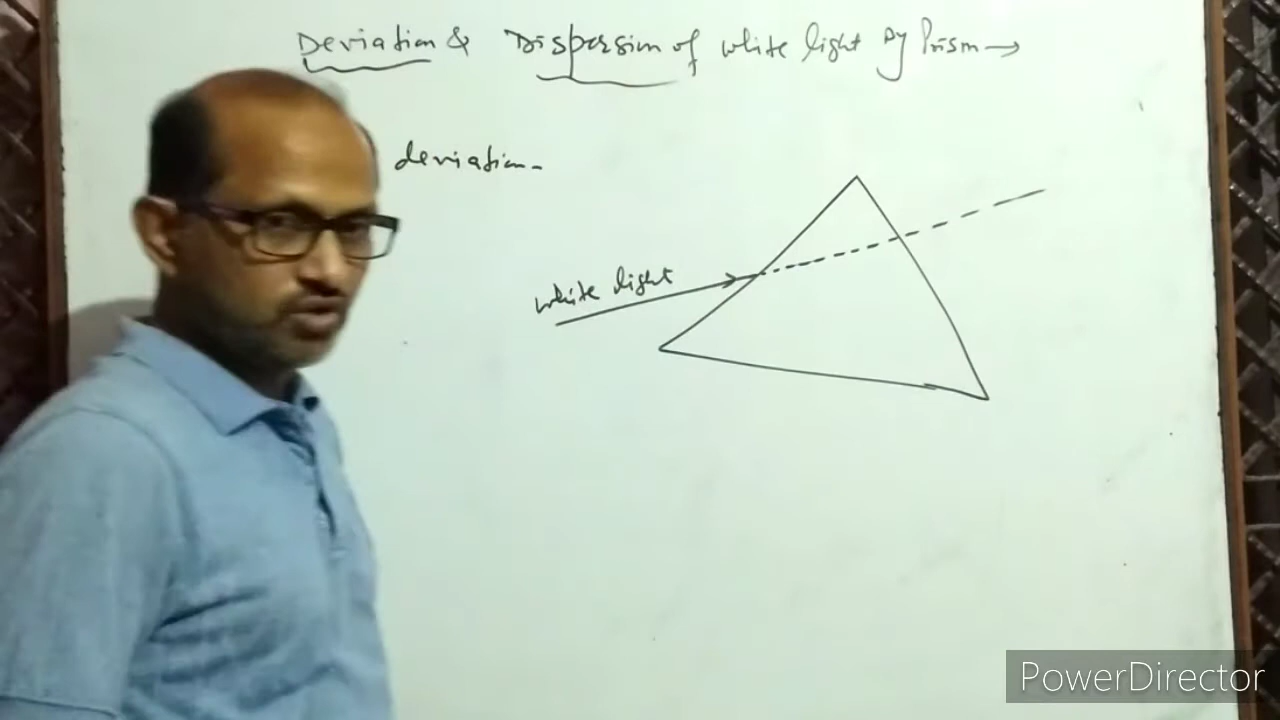 Deviation & Dispersion of white light by Prism →
deviation-
white light
PowerDirector